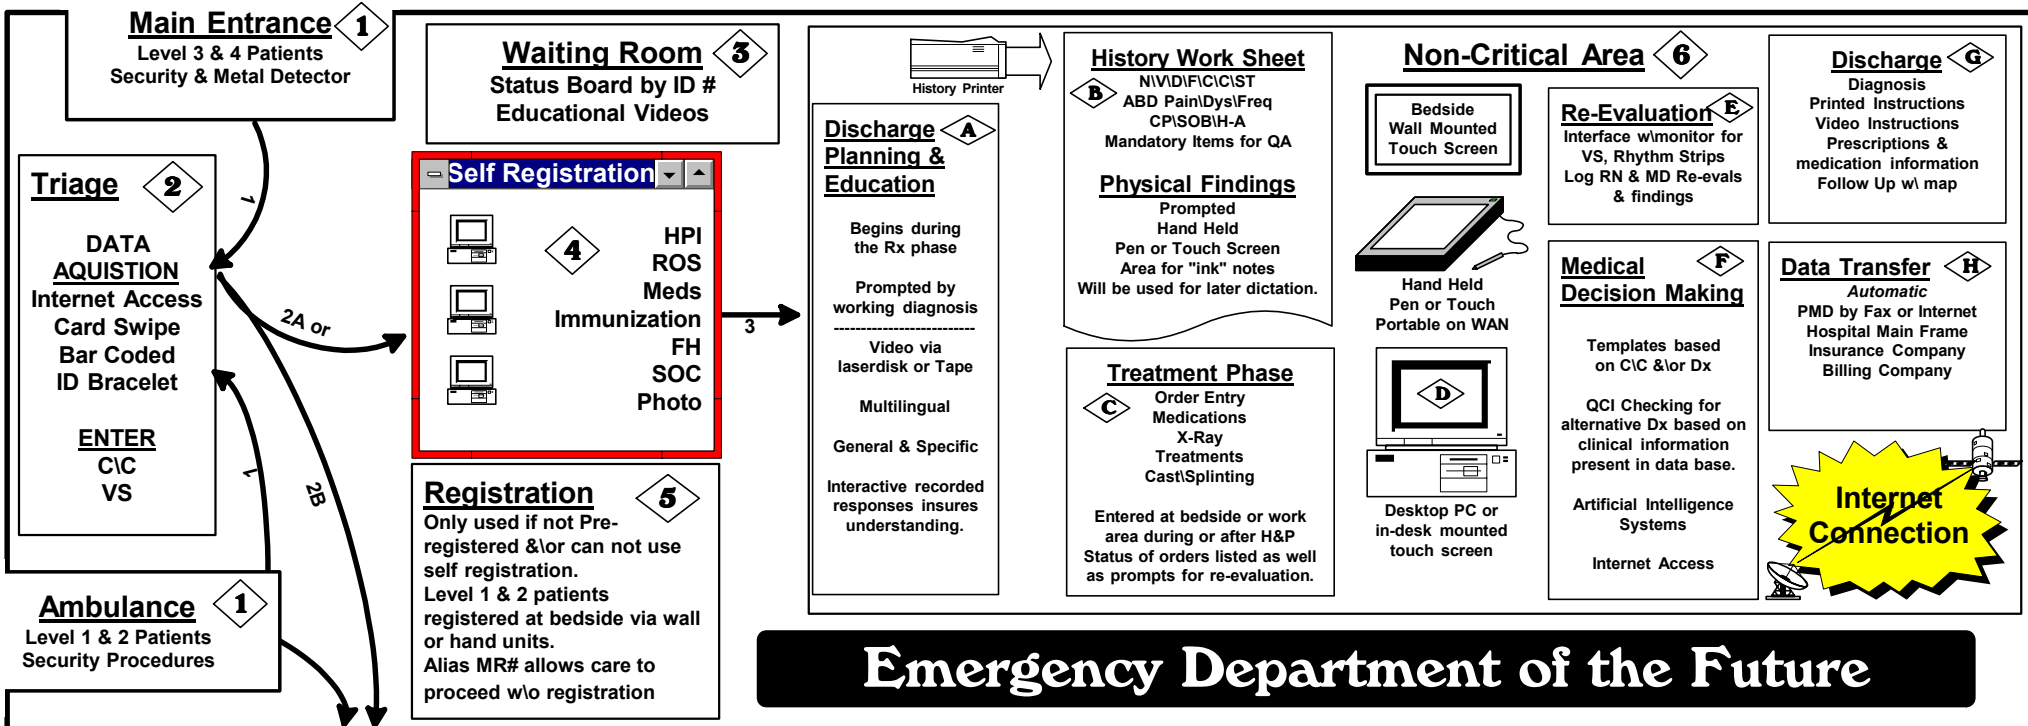 Main Entrance 1
Level 3 & 4 Patients
Security & Metal Detector
Triage 2
DATA
AQUISTION
Internet Access
Card Swipe
Bar Coded
ID Bracelet
ENTER
C\C
VS
Ambulance 1
Level 1 & 2 Patients
Security Procedures
1
1
2A or
2B
Waiting Room 3
Status Board by ID #
Educational Videos
Self Registration
4
HPI
ROS
Meds
Immunization
FH
SOC
Photo
3
Registration 5
Only used if not Pre-
registered &\or can not use
self registration.
Level 1 & 2 patients
registered at bedside via wall
or hand units.
Alias MR# allows care to
proceed w\o registration
Non-Critical Area 6
History Printer
Discharge A
Planning &
Education
Begins during
the Rx phase
Prompted by
working diagnosis
--------------------------
Video via
laserdisk or Tape
Multilingual
General & Specific
Interactive recorded
responses insures
understanding.
History Work Sheet
B
N\V\D\F\C\C\ST
ABD Pain\Dys\Freq
CP\SOB\H-A
Mandatory Items for QA
Physical Findings
Prompted
Hand Held
Pen or Touch Screen
Area for "ink" notes
Will be used for later dictation.
Treatment Phase
C
Order Entry
Medications
X-Ray
Treatments
Cast\Splinting
Entered at bedside or work
area during or after H&P
Status of orders listed as well
as prompts for re-evaluation.
Bedside
Wall Mounted
Touch Screen
Hand Held
Pen or Touch
Portable on WAN
D
Desktop PC or
in-desk mounted
touch screen
Re-Evaluation E
Interface w\monitor for
VS, Rhythm Strips
Log RN & MD Re-evals
& findings
Medical F
Decision Making
Templates based
on C\C &\or Dx
QCI Checking for
alternative Dx based on
clinical information
present in data base.
Artificial Intelligence
Systems
Internet Access
Discharge G
Diagnosis
Printed Instructions
Video Instructions
Prescriptions &
medication information
Follow Up w\ map
Data Transfer H
Automatic
PMD by Fax or Internet
Hospital Main Frame
Insurance Company
Billing Company
Internet
Connection
Emergency Department of the Future